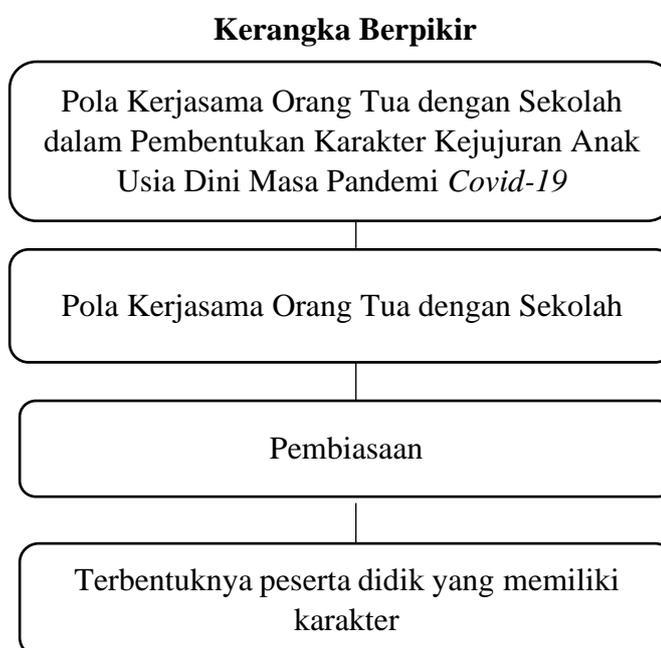 Kerangka Berpikir
Pola Kerjasama Orang Tua dengan Sekolah
dalam Pembentukan Karakter Kejujuran Anak
Usia Dini Masa Pandemi Covid-19
Pola Kerjasama Orang Tua dengan Sekolah
Pembiasaan
Terbentuknya peserta didik yang memiliki
karakter